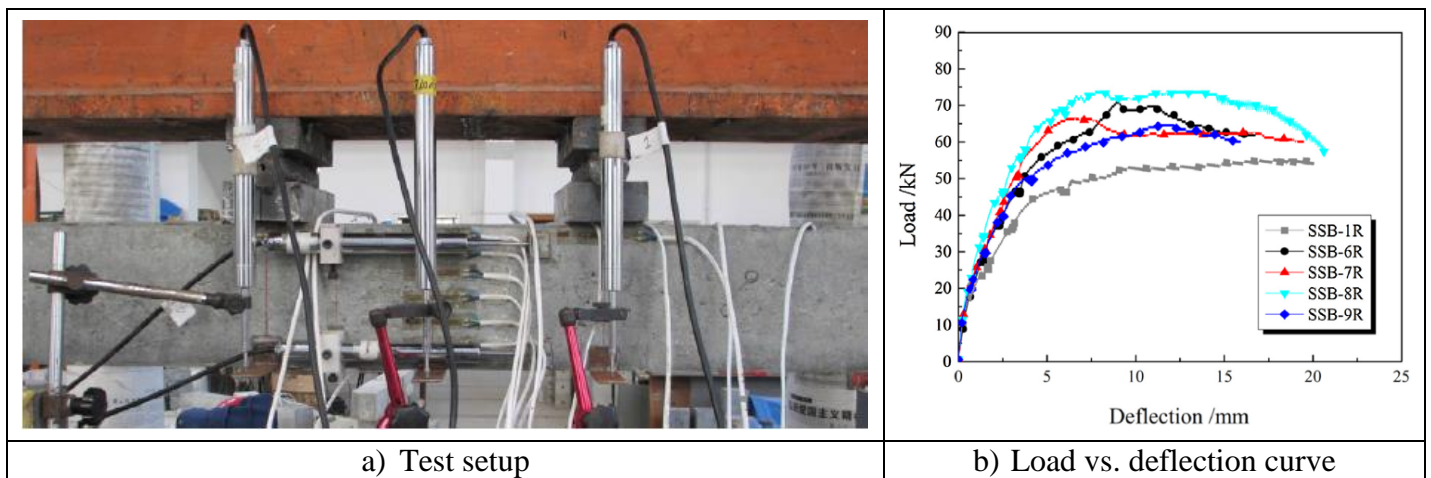 1
a) Test setup
90
80
70
60
50
40
30
20
10
0
Load /kN
SSB-1R
SSB-6R
SSB-7R
SSB-8R
SSB-9R
0 5 10 15 20 25
Deflection /mm
b) Load vs. deflection curve